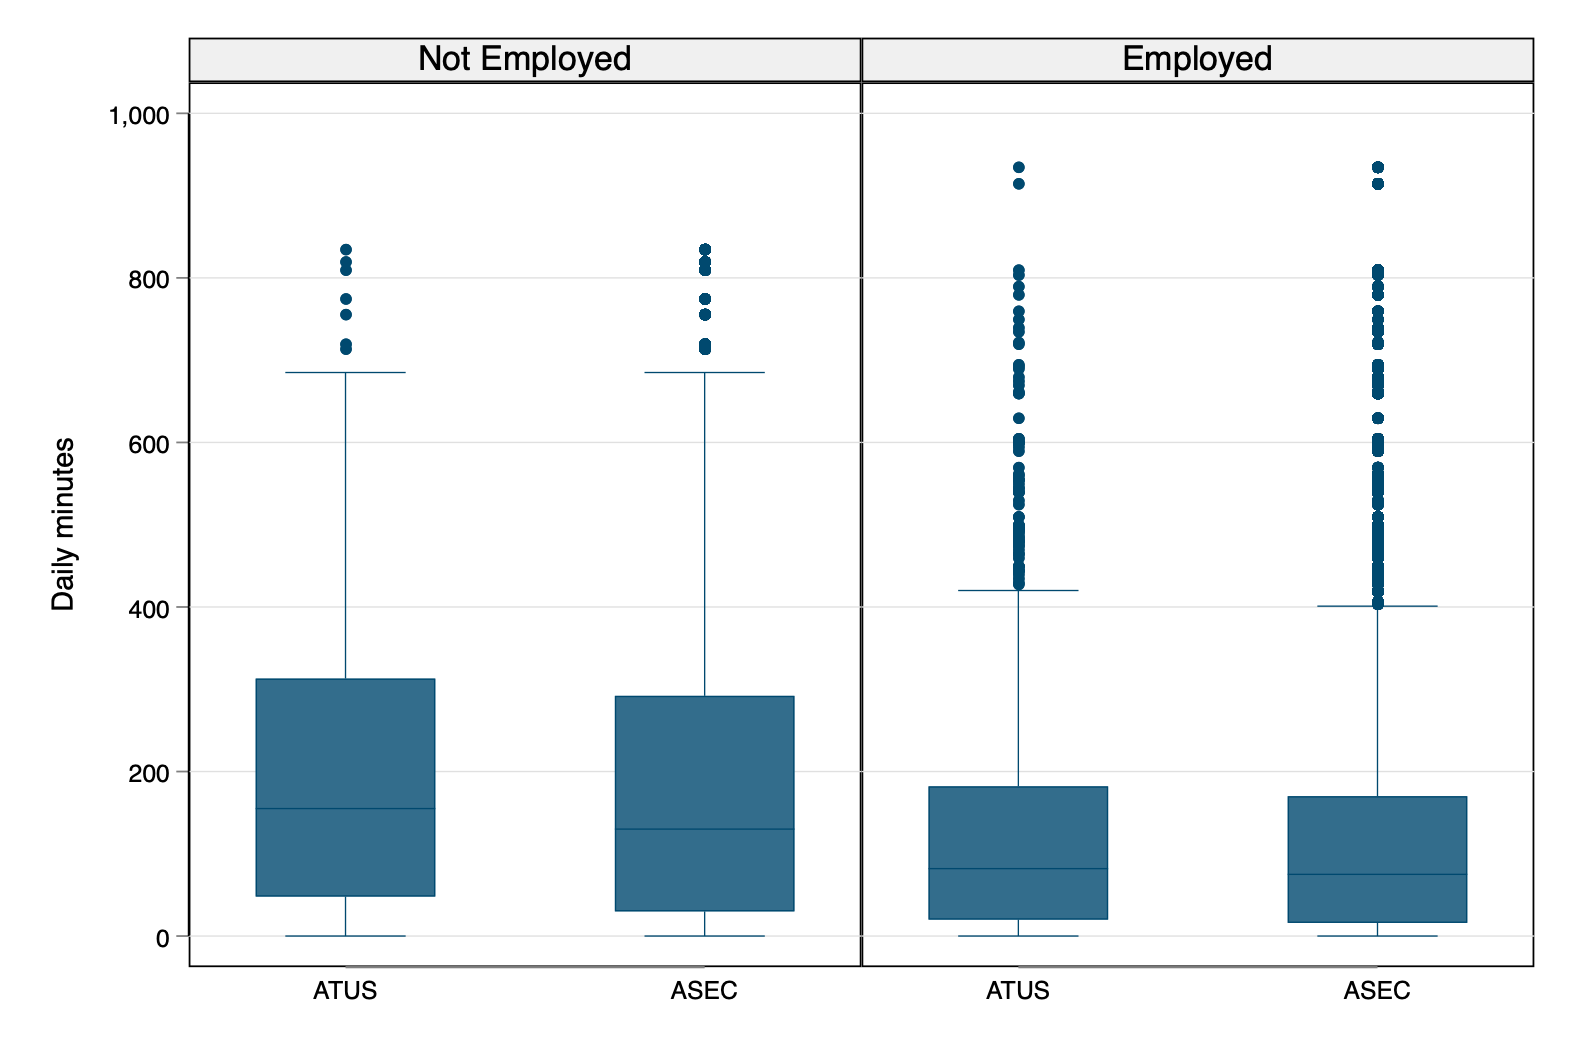 Not Employed
Employed
Daily minutes
1,000
800
600
400
200
0
ATUS
ASEC
ATUS
ASEC